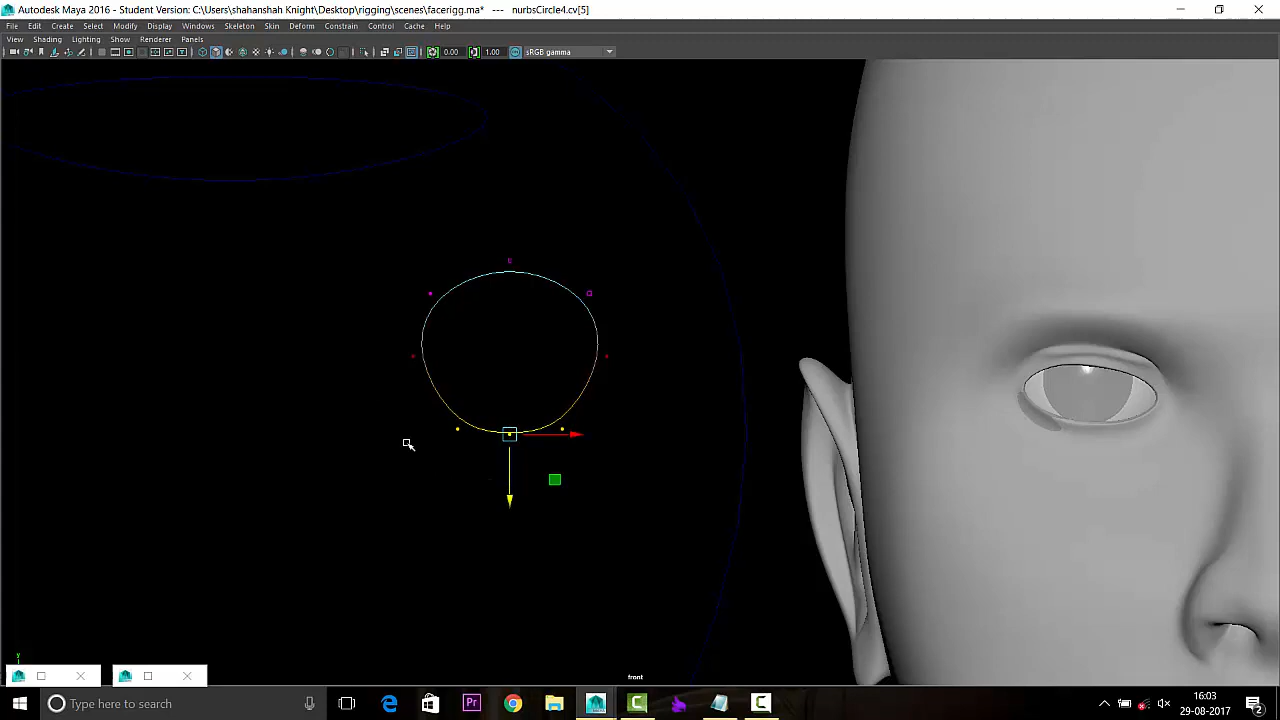 Autodesk Maya 2016 - Student Version: C:\Users\shahanshah Knight\Desktop\rigging\scenes\facerigg.ma* --- nurbsCircle4.cv[5]
File Edit Create Select Modify Display Windows Skeleton Skin Deform Constrain Control Cache Help
View Shading Lighting Show Renderer Panels
0.00 1.00 sRGB gamma
y
front
Type here to search
Pr
16:03
29-08-2017
2